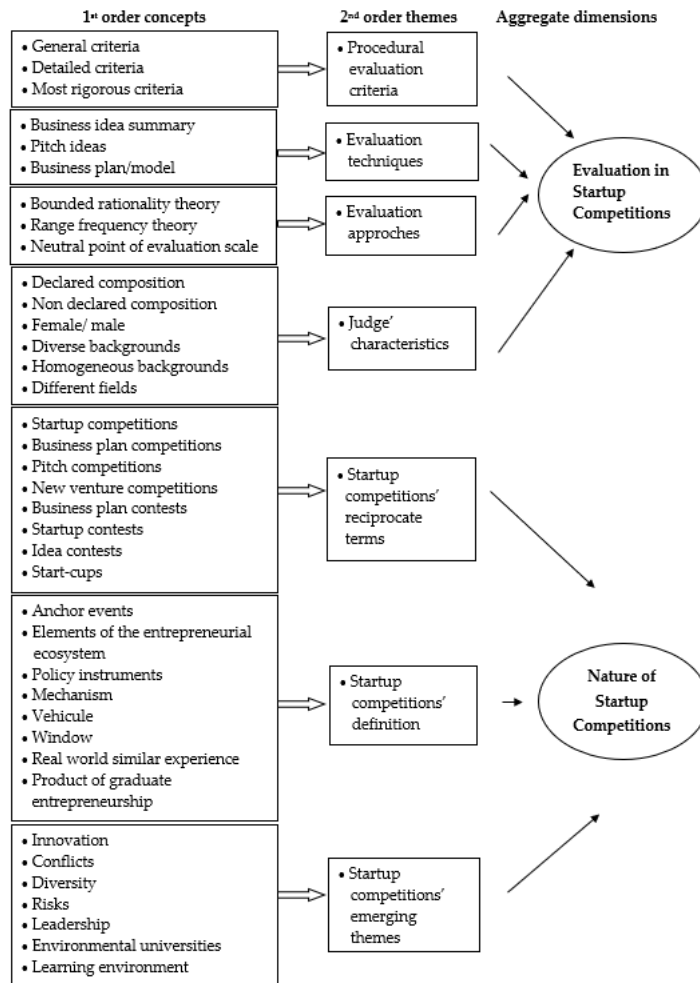 1st order concepts
2nd order themes
Aggregate dimensions
• General criteria
• Detailed criteria
• Most rigorous criteria
• Procedural
evaluation
criteria
• Business idea summary
• Pitch ideas
• Business plan/model
• Evaluation
techniques
• Bounded rationality theory
• Range frequency theory
• Neutral point of evaluation scale
• Evaluation
approches
• Declared composition
• Non declared composition
• Female/ male
• Diverse backgrounds
• Homogeneous backgrounds
• Different fields
• Judge'
characteristics
Evaluation in
Startup
Competitions
• Startup competitions
• Business plan competitions
• Pitch competitions
• New venture competitions
• Business plan contests
• Startup contests
• Idea contests
• Start-cups
• Startup
competitions'
reciprocate
terms
• Anchor events
• Elements of the entrepreneurial
ecosystem
• Policy instruments
• Mechanism
• Vehicule
• Window
• Real world similar experience
• Product of graduate
entrepreneurship
• Startup
competitions'
definition
• Innovation
• Conflicts
• Diversity
• Risks
• Leadership
• Environmental universities
• Learning environment
• Startup
competitions'
emerging
themes
Nature of
Startup
Competitions